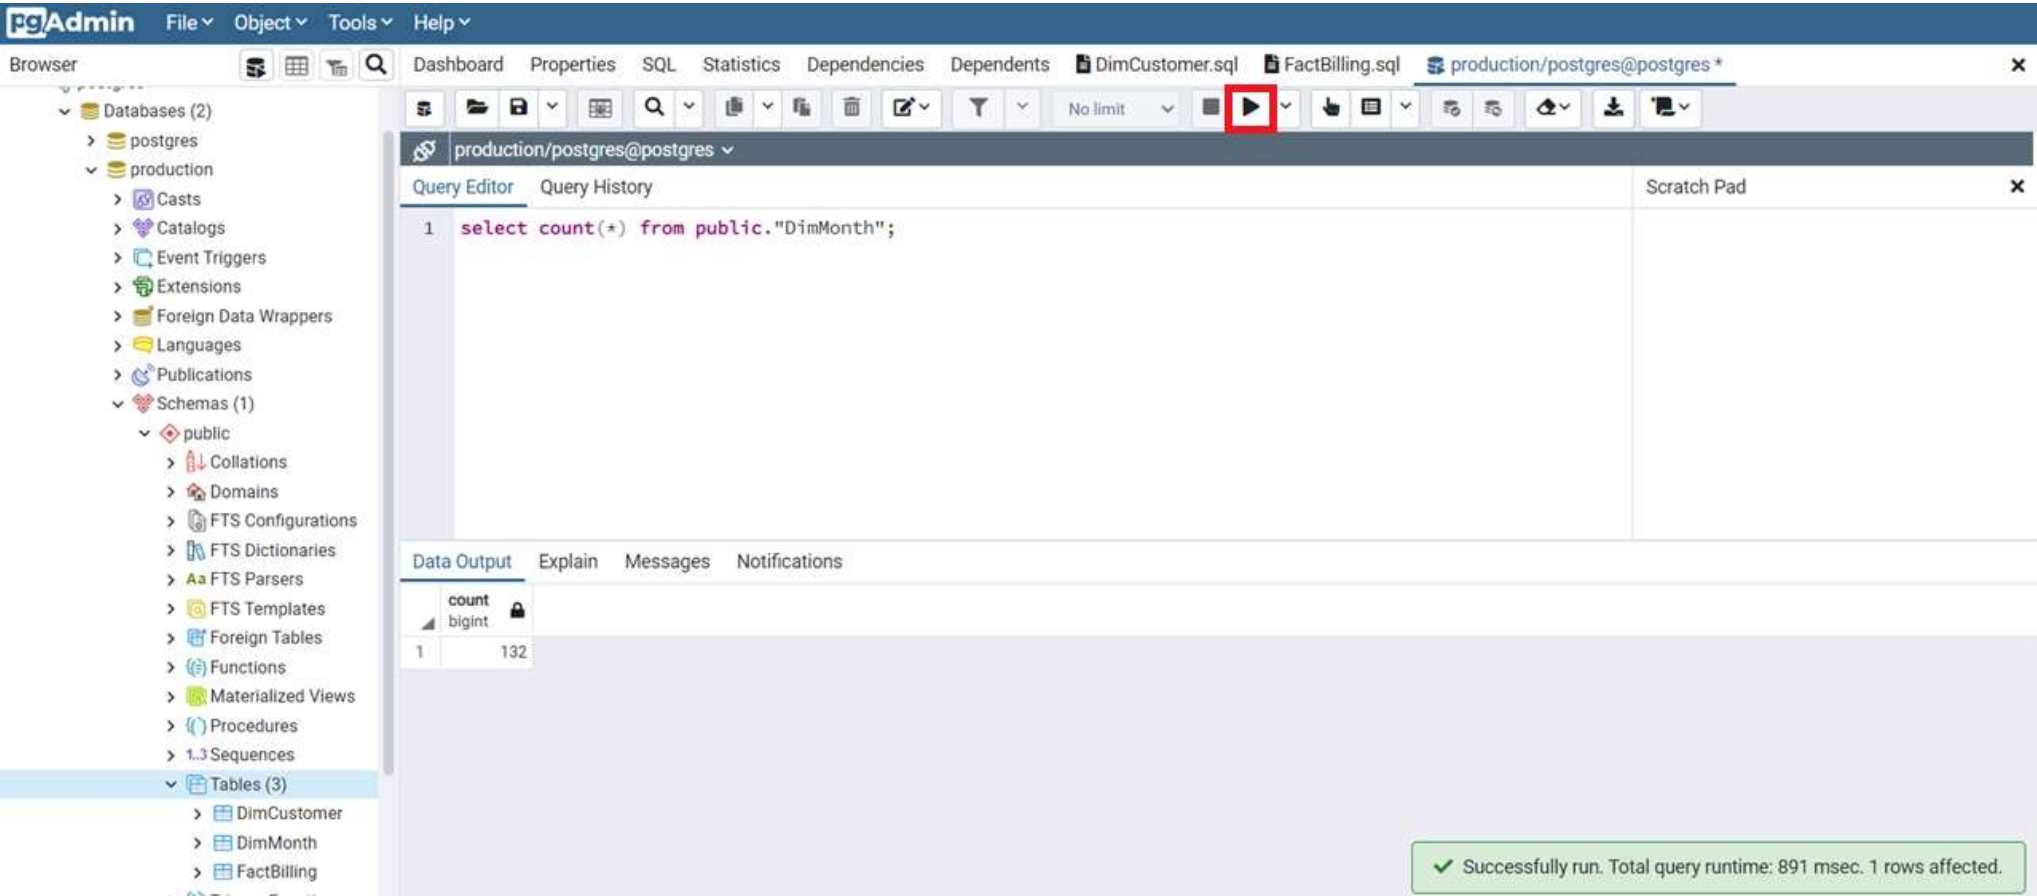 pgAdmin File Object Tools Help
Browser
Dashboard Properties SQL Statistics Dependencies Dependents DimCustomer.sql FactBilling.sql production/postgres@postgres *
Databases (2)
postgres
production
Casts
Catalogs
Event Triggers
Extensions
Foreign Data Wrappers
Languages
Publications
Schemas (1)
public
Collations
Domains
FTS Configurations
FTS Dictionaries
Aa FTS Parsers
FTS Templates
Foreign Tables
Functions
Materialized Views
Procedures
1..3 Sequences
Tables (3)
DimCustomer
DimMonth
FactBilling
No limit
production/postgres@postgres
Query Editor Query History
Scratch Pad
1 select count(*) from public."DimMonth";
Data Output Explain Messages Notifications
count
bigint
1 132
Successfully run. Total query runtime: 891 msec. 1 rows affected.